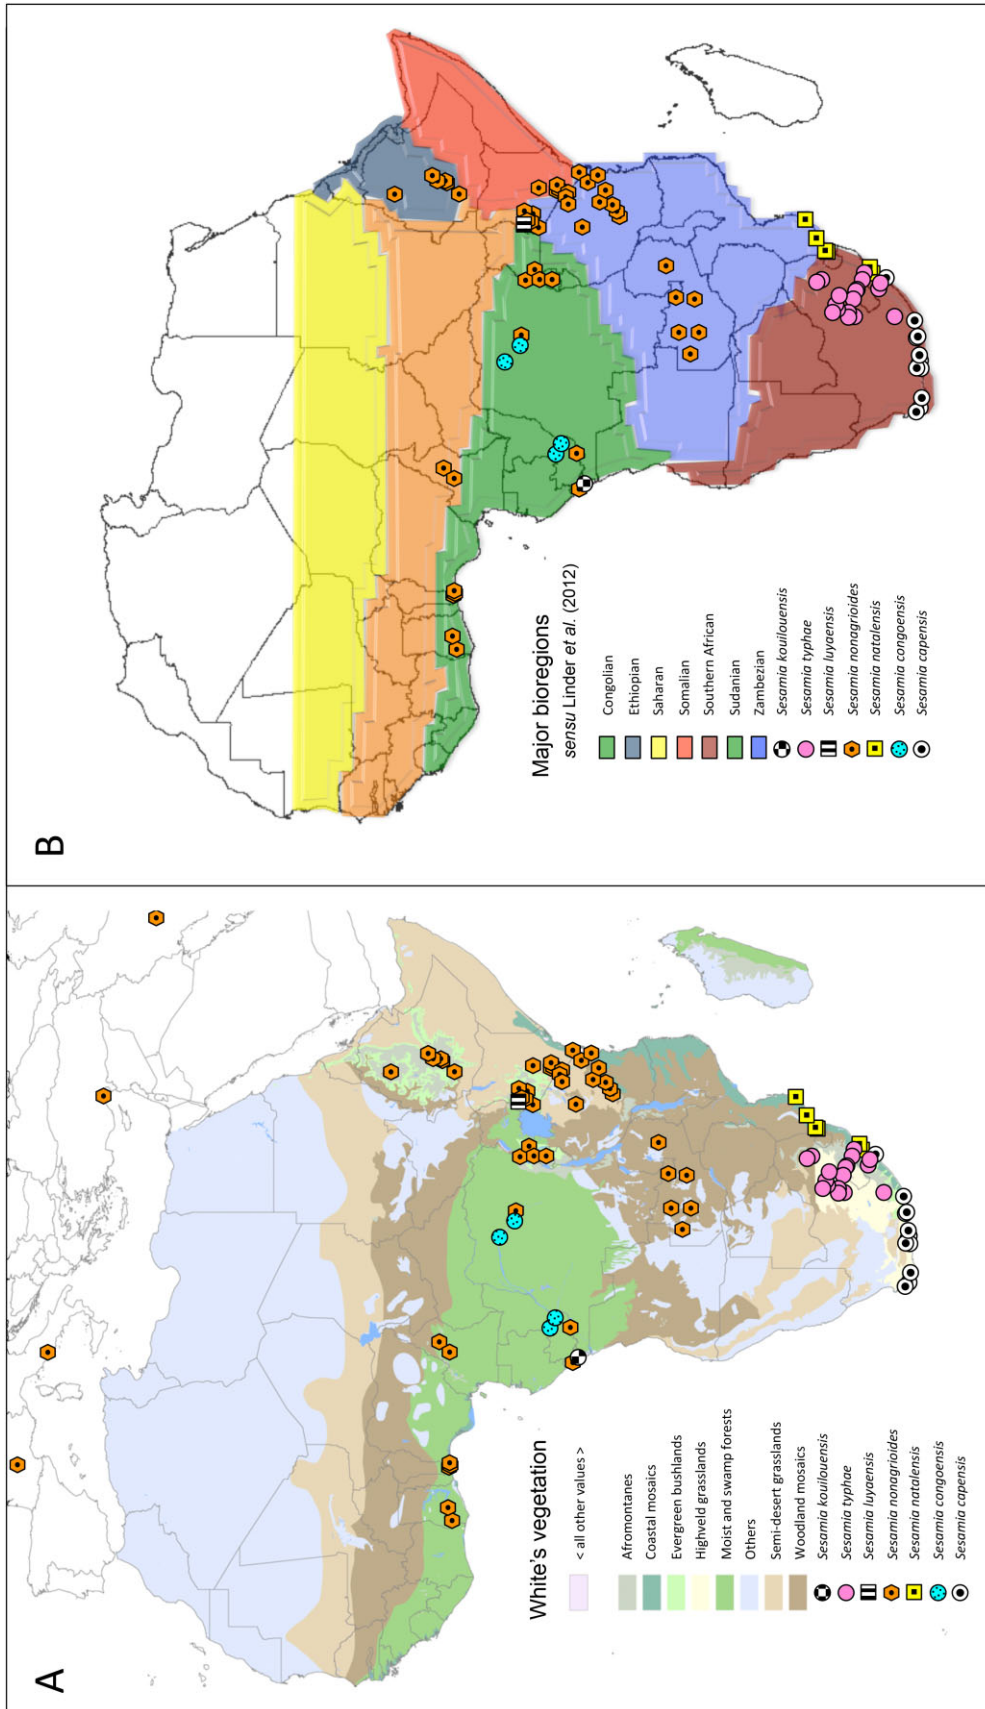 A
White's vegetation
< all other values >
Afromontanes
Coastal mosaics
Evergreen bushlands
Highveld grasslands
Moist and swamp forests
Others
Semi-desert grasslands
Woodland mosaics
Sesamia kouilouensis
Sesamia typhae
Sesamia luyaensis
Sesamia nonagrioides
Sesamia natalensis
Sesamia congoensis
Sesamia capensis
B
Major bioregions
sensu Linder et al. (2012)
Congolian
Ethiopian
Saharan
Somalian
Southern African
Sudanian
Zambezian
Sesamia kouilouensis
Sesamia typhae
Sesamia luyaensis
Sesamia nonagrioides
Sesamia natalensis
Sesamia congoensis
Sesamia capensis